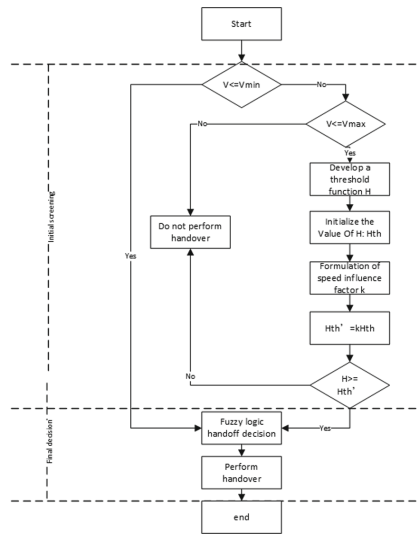 Start
V<=Vmin
No
V<=Vmax
No
Yes
Develop a
threshold
function H
Initialize the
Value Of H: Hth
Do not perform
handover
Yes
Initial screening
Formulation of
speed influence
factor k
Hth' =kHth
H>=
Hth'
No
Yes
Fuzzy logic
handoff decision
Final decision
Perform
handover
end